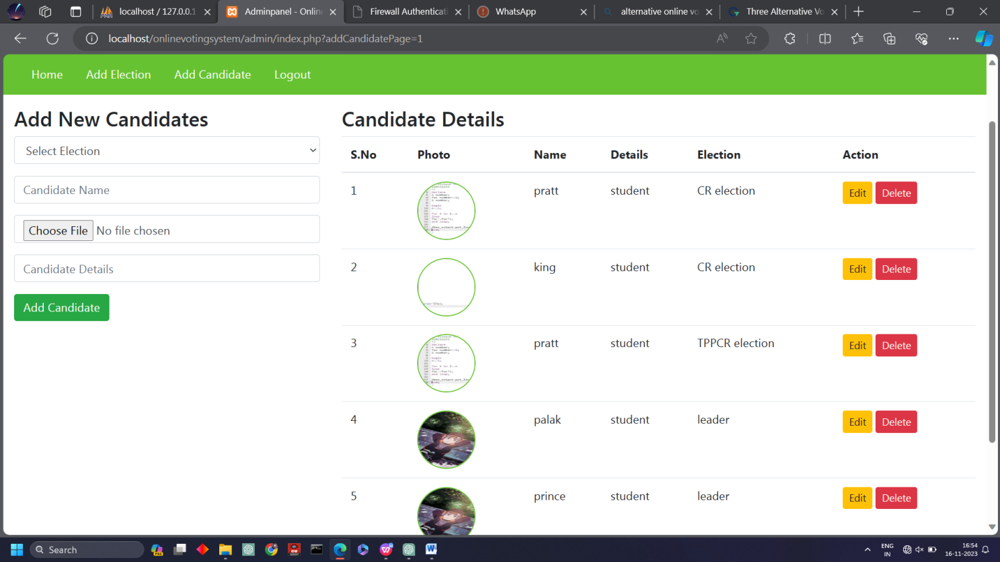 localhost / 127.0.0.1
Adminpanel - Online
Firewall Authenticati
WhatsApp
alternative online vo
Three Alternative Vo
localhost/onlinevotingsystem/admin/index.php?addCandidatePage=1
Home Add Election Add Candidate Logout
Add New Candidates
Select Election
Candidate Name
Choose File No file chosen
Candidate Details
Add Candidate
Candidate Details
S.No Photo Name Details Election Action
1 pratt student CR election Edit Delete
2 king student CR election Edit Delete
3 pratt student TPPCR election Edit Delete
4 palak student leader Edit Delete
5 prince student leader Edit Delete
Search
ENG
IN
16:54
16-11-2023